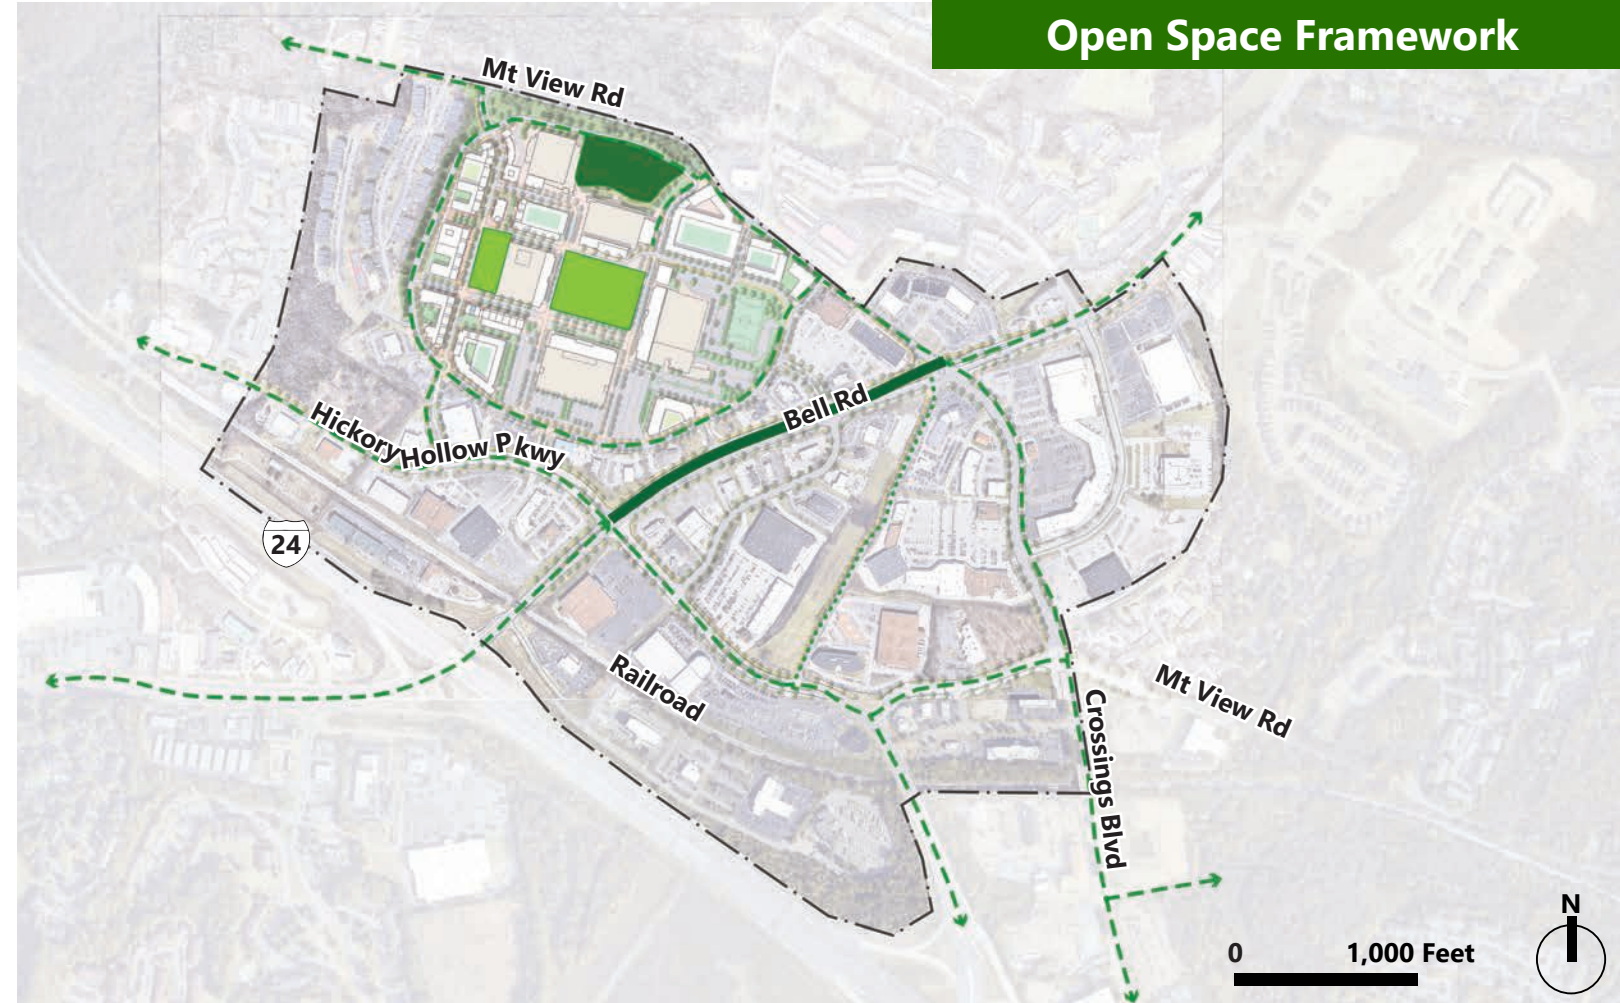 Open Space Framework
Mt View Rd
Bell Rd
Hickory Hollow Pkwy
24
Railroad
Mt View Rd
Crossings Blvd
N
0 1,000 Feet